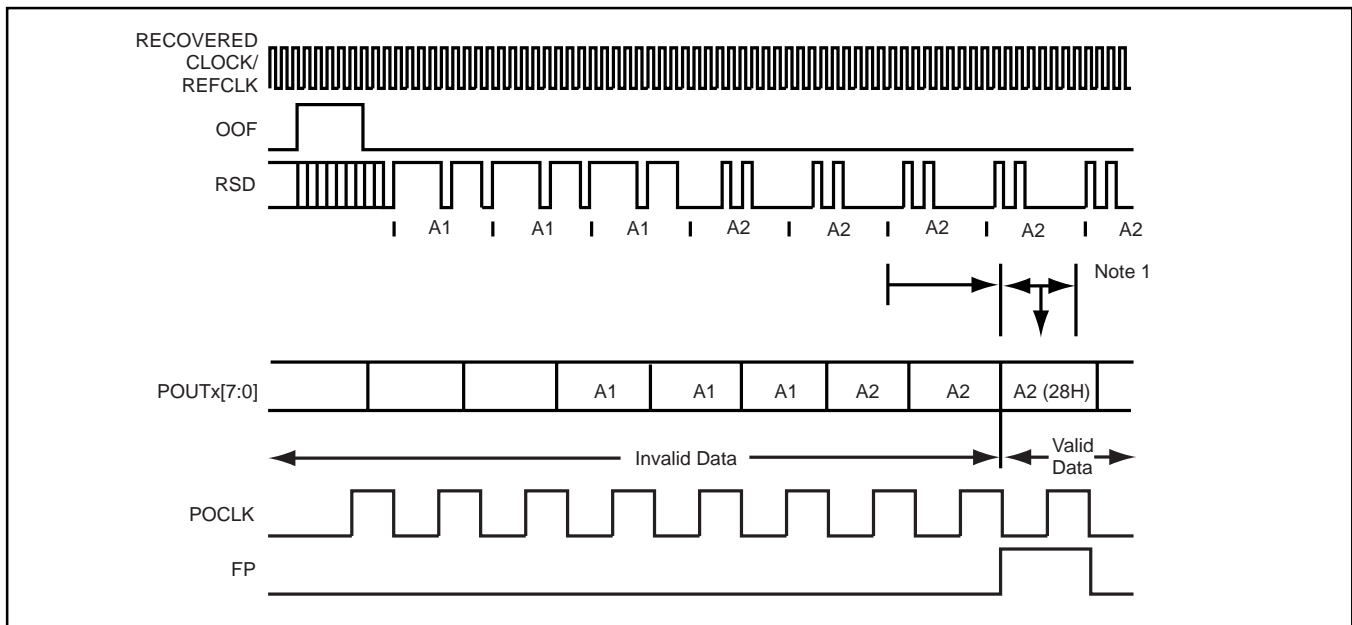 RECOVERED
CLOCK/
REFCLK
OOF
RSD
A1 A1 A1 A2 A2 A2 A2 A2
Note 1
POUTx[7:0]
A1 A1 A1 A2 A2 A2 (28H)
Invalid Data
Valid
Data
POCLK
FP